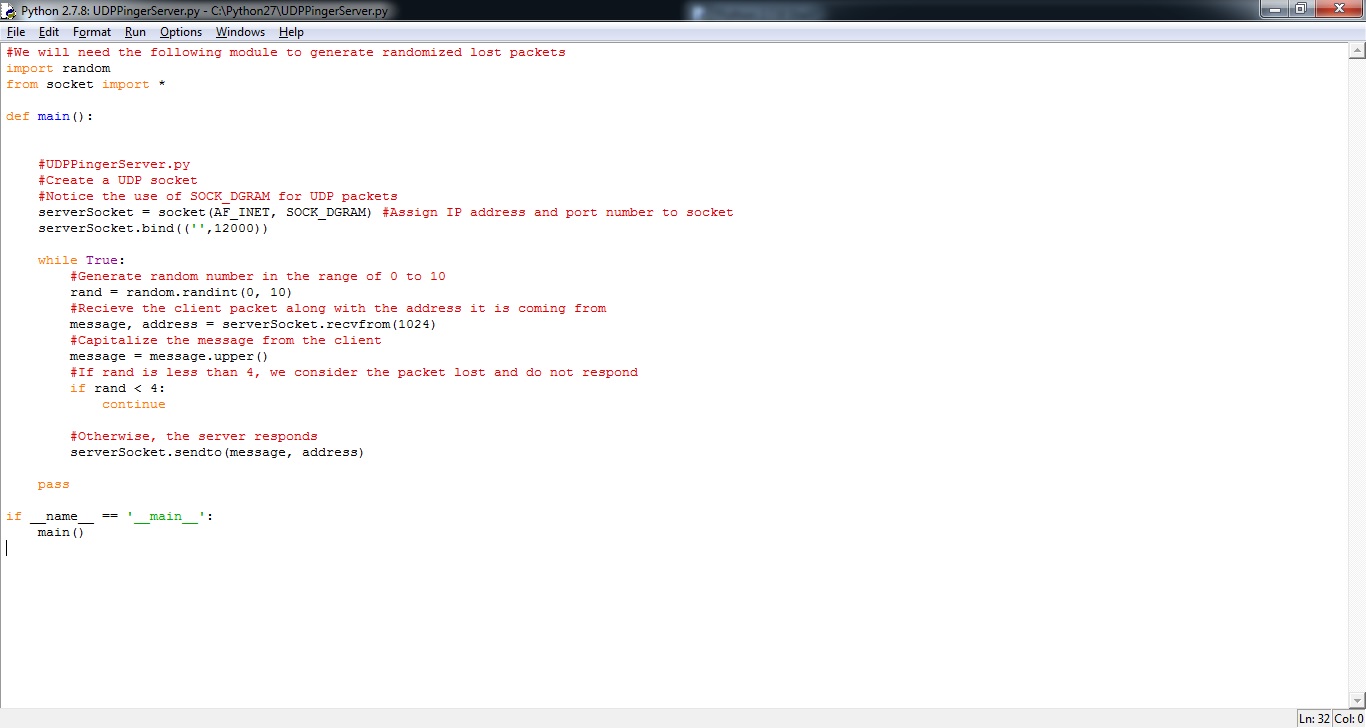 Python 2.7.8: UDPPingerServer.py - C:\Python27\UDPPingerServer.py
File Edit Format Run Options Windows Help
#We will need the following module to generate randomized lost packets
import random
from socket import *
def main():
#UDPPingerServer.py
#Create a UDP socket
#Notice the use of SOCK_DGRAM for UDP packets
serverSocket = socket(AF_INET, SOCK_DGRAM) #Assign IP address and port number to socket
serverSocket.bind(('',12000))
while True:
#Generate random number in the range of 0 to 10
rand = random.randint(0, 10)
#Recieve the client packet along with the address it is coming from
message, address = serverSocket.recvfrom(1024)
#Capitalize the message from the client
message = message.upper()
#If rand is less than 4, we consider the packet lost and do not respond
if rand < 4:
continue
#Otherwise, the server responds
serverSocket.sendto(message, address)
pass
if __name__ == '__main__':
main()
Ln: 32 Col: 0